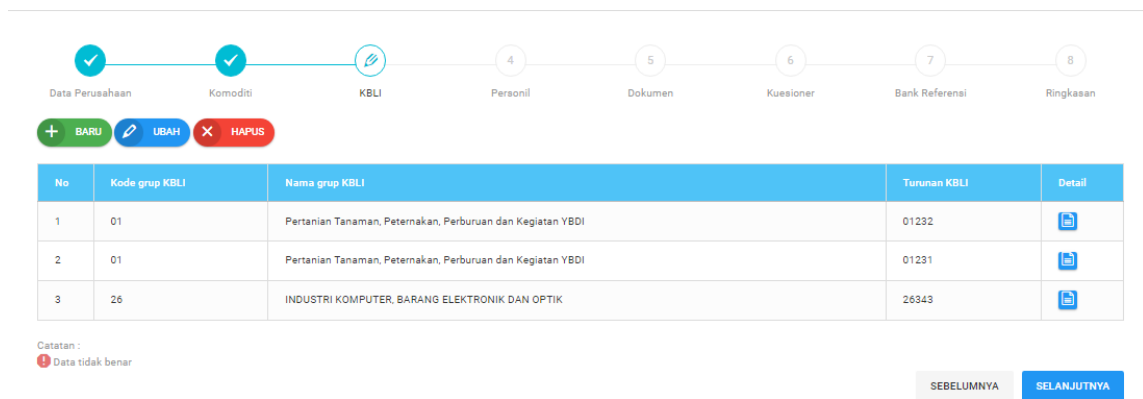 4 5 6 7 8
Data Perusahaan Komoditi KBLI Personil Dokumen Kuesioner Bank Referensi Ringkasan
BARU UBAH HAPUS
No Kode grup KBLI Nama grup KBLI Turunan KBLI Detail
1 01 Pertanian Tanaman, Peternakan, Perburuan dan Kegiatan YBDI 01232
2 01 Pertanian Tanaman, Peternakan, Perburuan dan Kegiatan YBDI 01231
3 26 INDUSTRI KOMPUTER, BARANG ELEKTRONIK DAN OPTIK 26343
Catatan :
Data tidak benar
SEBELUMNYA SELANJUTNYA